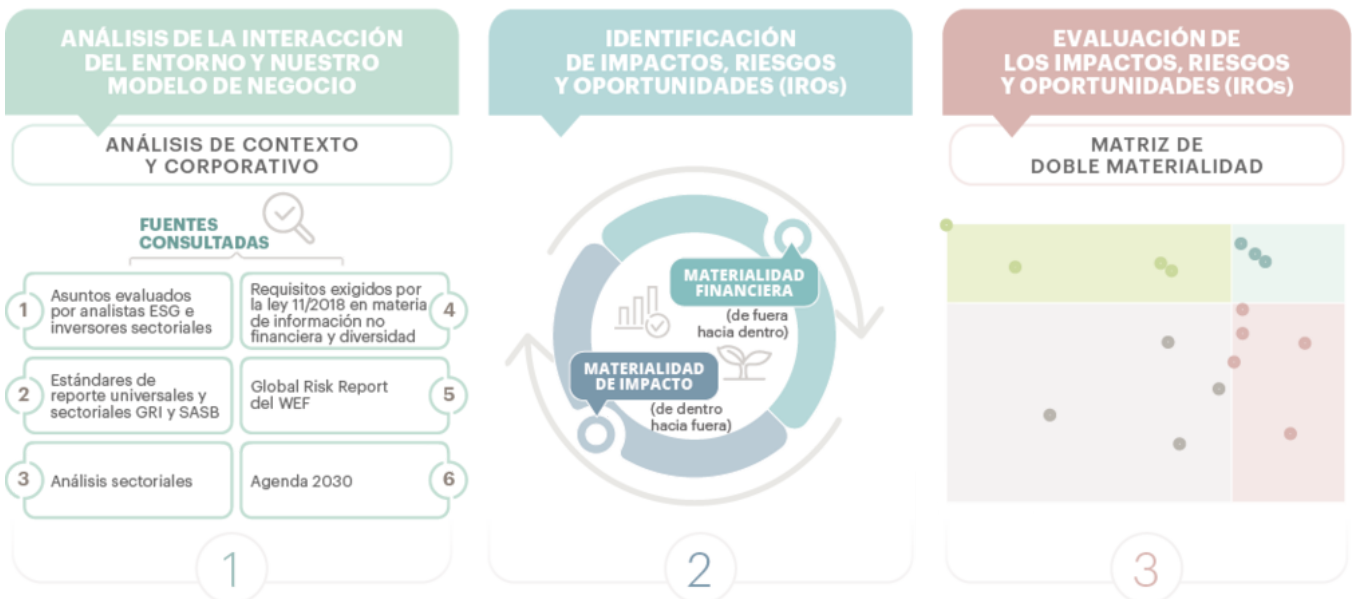 ANÁLISIS DE LA INTERACCIÓN
DEL ENTORNO Y NUESTRO
MODELO DE NEGOCIO
ANÁLISIS DE CONTEXTO
Y CORPORATIVO
FUENTES
CONSULTADAS
1
Asuntos evaluados
por analistas ESG e
inversores sectoriales
Requisitos exigidos por
la ley 11/2018 en materia
de información no
financiera y diversidad
4
2
Estándares de
reporte universales y
sectoriales GRI y SASB
Global Risk Report
del WEF
5
3
Análisis sectoriales
Agenda 2030
6
1
IDENTIFICACIÓN
DE IMPACTOS, RIESGOS
Y OPORTUNIDADES (IROs)
MATERIALIDAD
FINANCIERA
(de fuera
hacia dentro)
MATERIALIDAD
DE IMPACTO
(de dentro
hacia fuera)
2
EVALUACIÓN DE
LOS IMPACTOS, RIESGOS
Y OPORTUNIDADES (IROs)
MATRIZ DE
DOBLE MATERIALIDAD
3